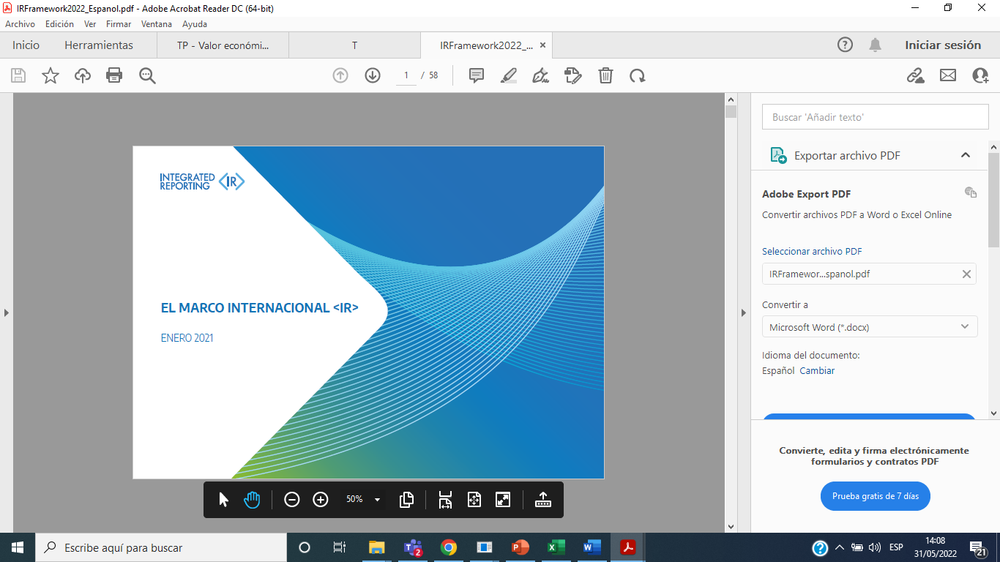 IRFramework2022_Espanol.pdf - Adobe Acrobat Reader DC (64-bit)
Archivo Edición Ver Firmar Ventana Ayuda
Inicio Herramientas TP - Valor económi... T IRFramework2022_... Iniciar sesión
1 / 58
Buscar 'Añadir texto'
Exportar archivo PDF
Adobe Export PDF
Convertir archivos PDF a Word o Excel Online
Seleccionar archivo PDF
IRFramewor...spanol.pdf
Convertir a
Microsoft Word (*.docx)
Idioma del documento:
Español Cambiar
Convierte, edita y firma electrónicamente
formularios y contratos PDF
Prueba gratis de 7 días
INTEGRATED
REPORTING <IR>
EL MARCO INTERNACIONAL <IR>
ENERO 2021
50%
Escribe aquí para buscar
2
ESP
14:08
31/05/2022
21